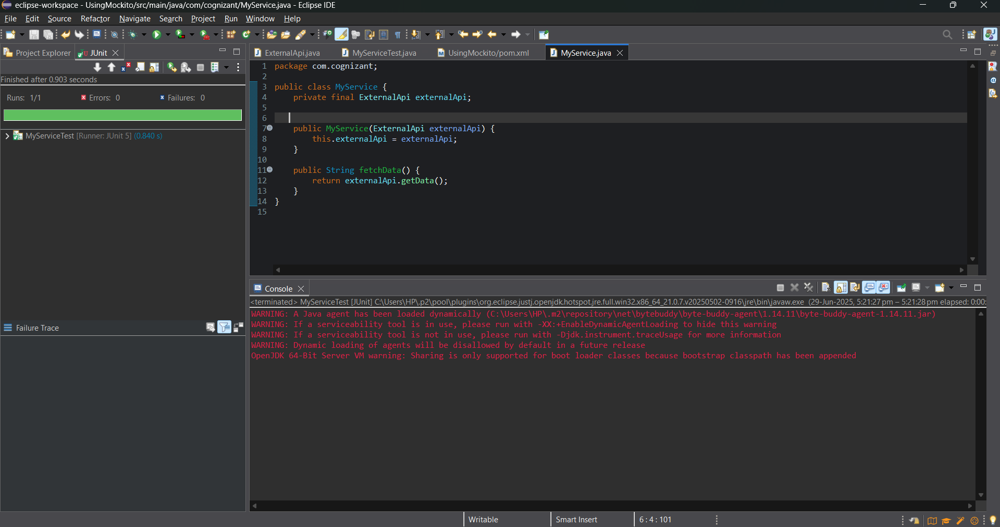 eclipse-workspace - UsingMockito/src/main/java/com/cognizant/MyService.java - Eclipse IDE
File Edit Source Refactor Navigate Search Project Run Window Help
Project Explorer JUnit
Finished after 0.903 seconds
Runs: 1/1 Errors: 0 Failures: 0
MyServiceTest [Runner: JUnit 5] (0.840 s)
Failure Trace
ExternalApi.java MyServiceTest.java UsingMockito/pom.xml MyService.java
1 package com.cognizant;
2
3 public class MyService {
4 private final ExternalApi externalApi;
5
6
7 public MyService(ExternalApi externalApi) {
8 this.externalApi = externalApi;
9 }
10
11 public String fetchData() {
12 return externalApi.getData();
13 }
14 }
15
Console
<terminated> MyServiceTest [JUnit] C:\Users\HP\.p2\pool\plugins\org.eclipse.justj.openjdk.hotspot.jre.full.win32.x86_64_21.0.7.v20250502-0916\jre\bin\javaw.exe (29-Jun-2025, 5:21:27 pm – 5:21:28 pm elapsed: 0:00:
WARNING: A Java agent has been loaded dynamically (C:\Users\HP\.m2\repository\net\bytebuddy\byte-buddy-agent\1.14.11\byte-buddy-agent-1.14.11.jar)
WARNING: If a serviceability tool is in use, please run with -XX:+EnableDynamicAgentLoading to hide this warning
WARNING: If a serviceability tool is not in use, please run with -Djdk.instrument.traceUsage for more information
WARNING: Dynamic loading of agents will be disallowed by default in a future release
OpenJDK 64-Bit Server VM warning: Sharing is only supported for boot loader classes because bootstrap classpath has been appended
Writable Smart Insert 6 : 4 : 101